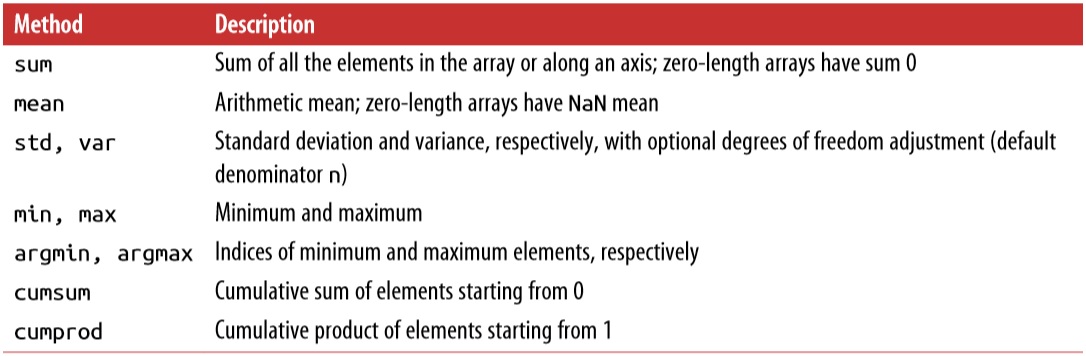 Method Description
sum Sum of all the elements in the array or along an axis; zero-length arrays have sum 0
mean Arithmetic mean; zero-length arrays have NaN mean
std, var Standard deviation and variance, respectively, with optional degrees of freedom adjustment (default
denominator n)
min, max Minimum and maximum
argmin, argmax Indices of minimum and maximum elements, respectively
cumsum Cumulative sum of elements starting from 0
cumprod Cumulative product of elements starting from 1